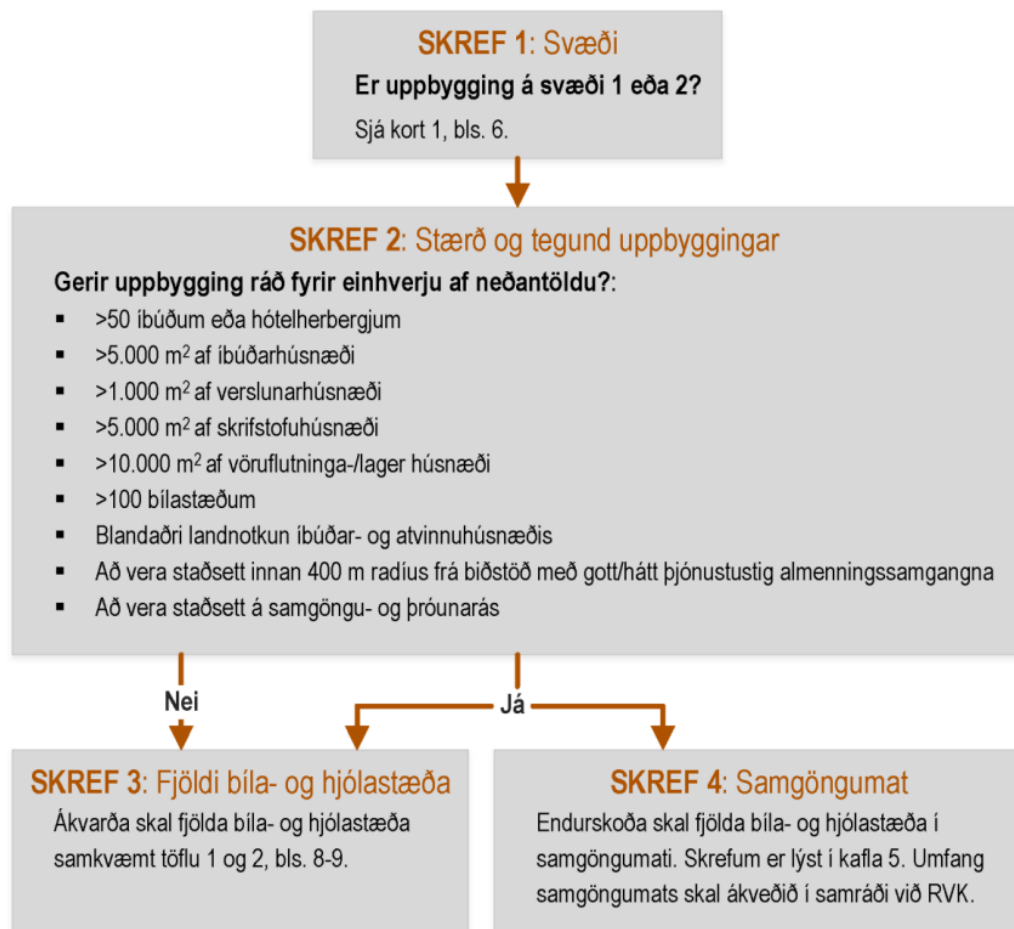 SKREF 1: Svæði
Er uppbygging á svæði 1 eða 2?
Sjá kort 1, bls. 6.
SKREF 2: Stærð og tegund uppbyggingar
Gerir uppbygging ráð fyrir einhverju af neðantöldu?:
▪ >50 íbúðum eða hótelherbergjum
▪ >5.000 m² af íbúðarhúsnæði
▪ >1.000 m² af verslunarhúsnæði
▪ >5.000 m² af skrifstofuhúsnæði
▪ >10.000 m² af vöruflutninga-/lager húsnæði
▪ >100 bílastæðum
▪ Blandaðri landnotkun íbúðar- og atvinnuhúsnæðis
▪ Að vera staðsett innan 400 m radíus frá biðstöð með gott/hátt þjónustustig almenningssamgangna
▪ Að vera staðsett á samgöngu- og þróunarás
Nei
Já
SKREF 3: Fjöldi bíla- og hjólastæða
Ákvarða skal fjölda bíla- og hjólastæða
samkvæmt töflu 1 og 2, bls. 8-9.
SKREF 4: Samgöngumat
Endurskoða skal fjölda bíla- og hjólastæða í
samgöngumati. Skrefum er lýst í kafla 5. Umfang
samgöngumats skal ákveðið í samráði við RVK.